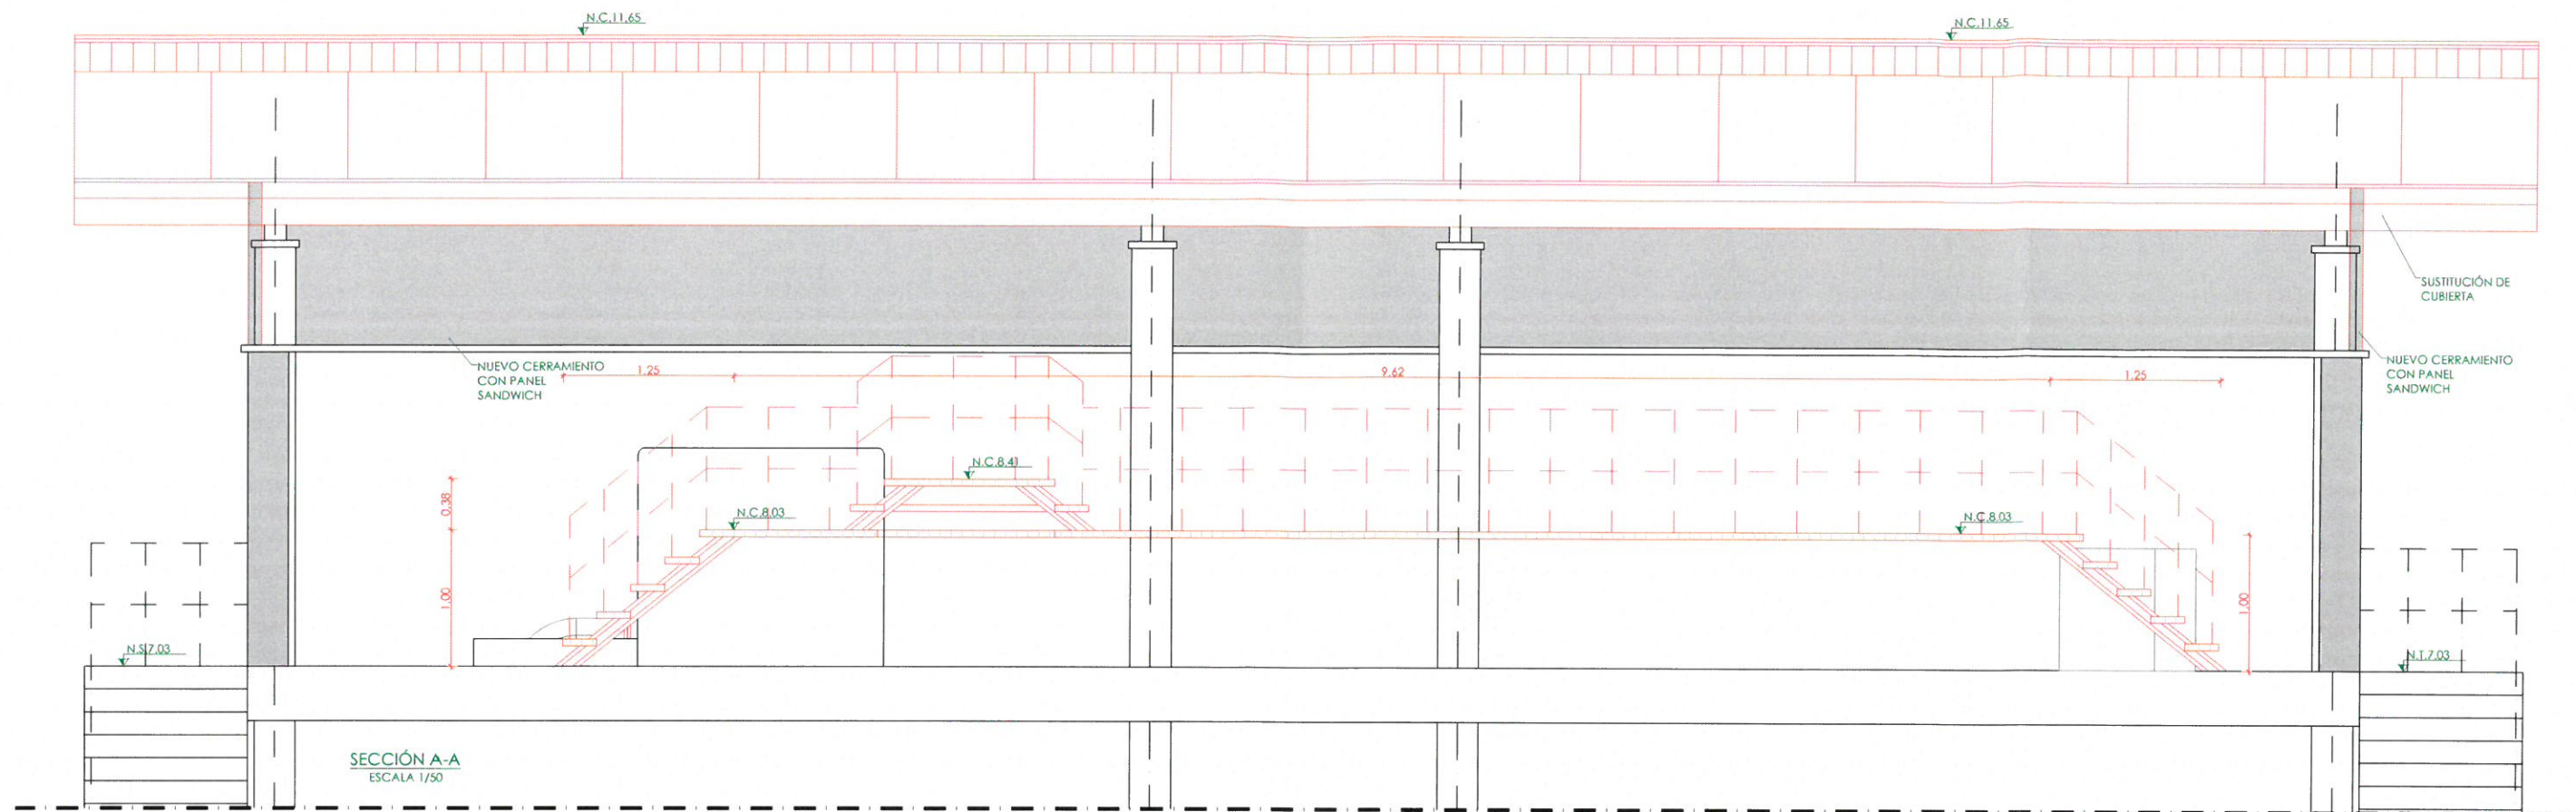 N.C.11.65
N.C.11.65
SUSTITUCIÓN DE
CUBIERTA
NUEVO CERRAMIENTO
CON PANEL
SANDWICH
1.25
9.62
1.25
NUEVO CERRAMIENTO
CON PANEL
SANDWICH
N.C.8.41
0,38
N.C.8.03
N.C.8.03
1,00
1,00
N.S.7.03
N.T.7.03
SECCIÓN A-A
ESCALA 1/50